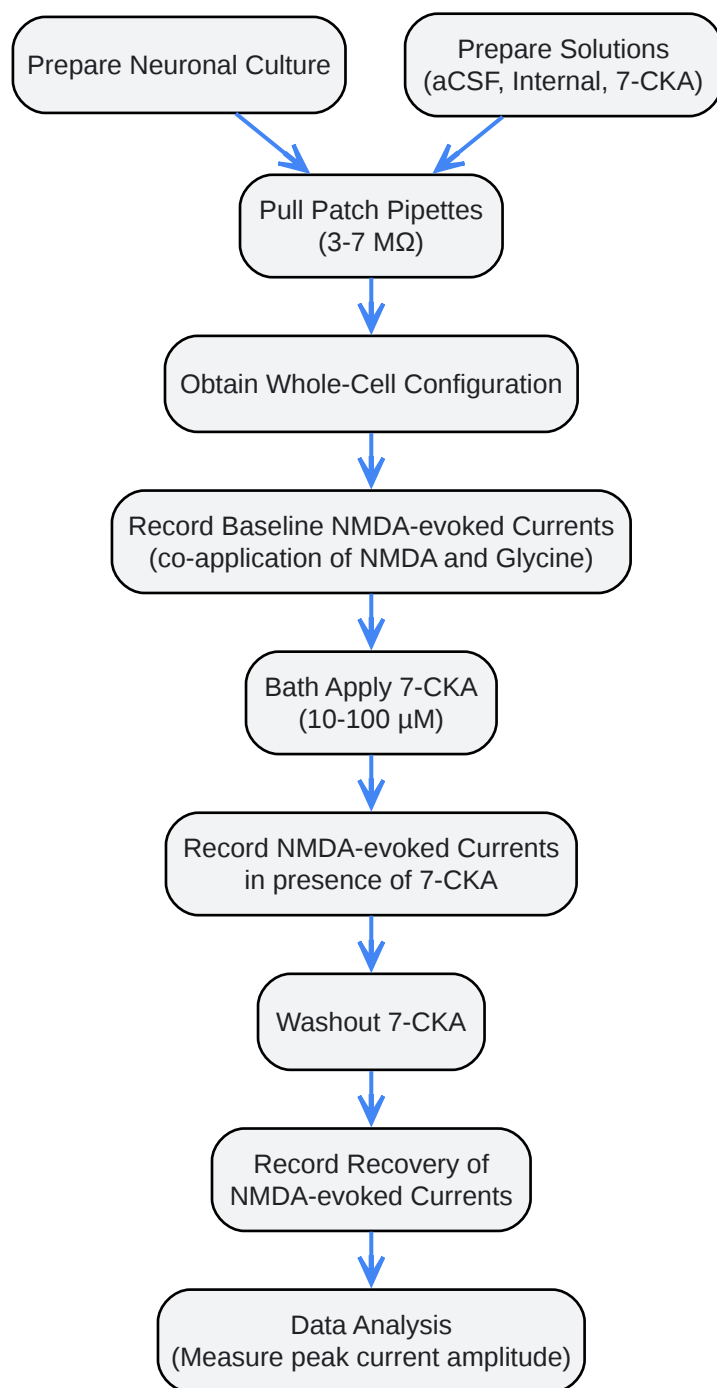 Prepare Neuronal Culture
Prepare Solutions
(aCSF, Internal, 7-CKA)
Pull Patch Pipettes
(3-7 MΩ)
Obtain Whole-Cell Configuration
Record Baseline NMDA-evoked Currents
(co-application of NMDA and Glycine)
Bath Apply 7-CKA
(10-100 µM)
Record NMDA-evoked Currents
in presence of 7-CKA
Washout 7-CKA
Record Recovery of
NMDA-evoked Currents
Data Analysis
(Measure peak current amplitude)